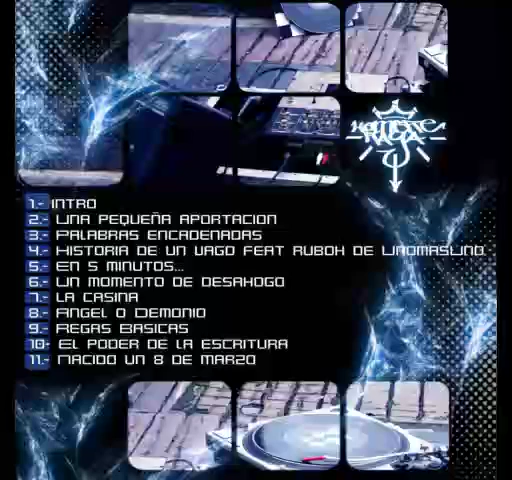 1.- INTRO
2.- UNA PEQUEÑA APORTACION
3.- PALABRAS ENCADENADAS
4.- HISTORIA DE UN VAGO FEAT RUBOH DE UNOMASUNO
5.- EN 5 MINUTOS...
6.- UN MOMENTO DE DESAHOGO
7.- LA CASINA
8.- ANGEL O DEMONIO
9.- REGAS BASICAS
10- EL PODER DE LA ESCRITURA
11.- NACIDO UN 8 DE MARZO